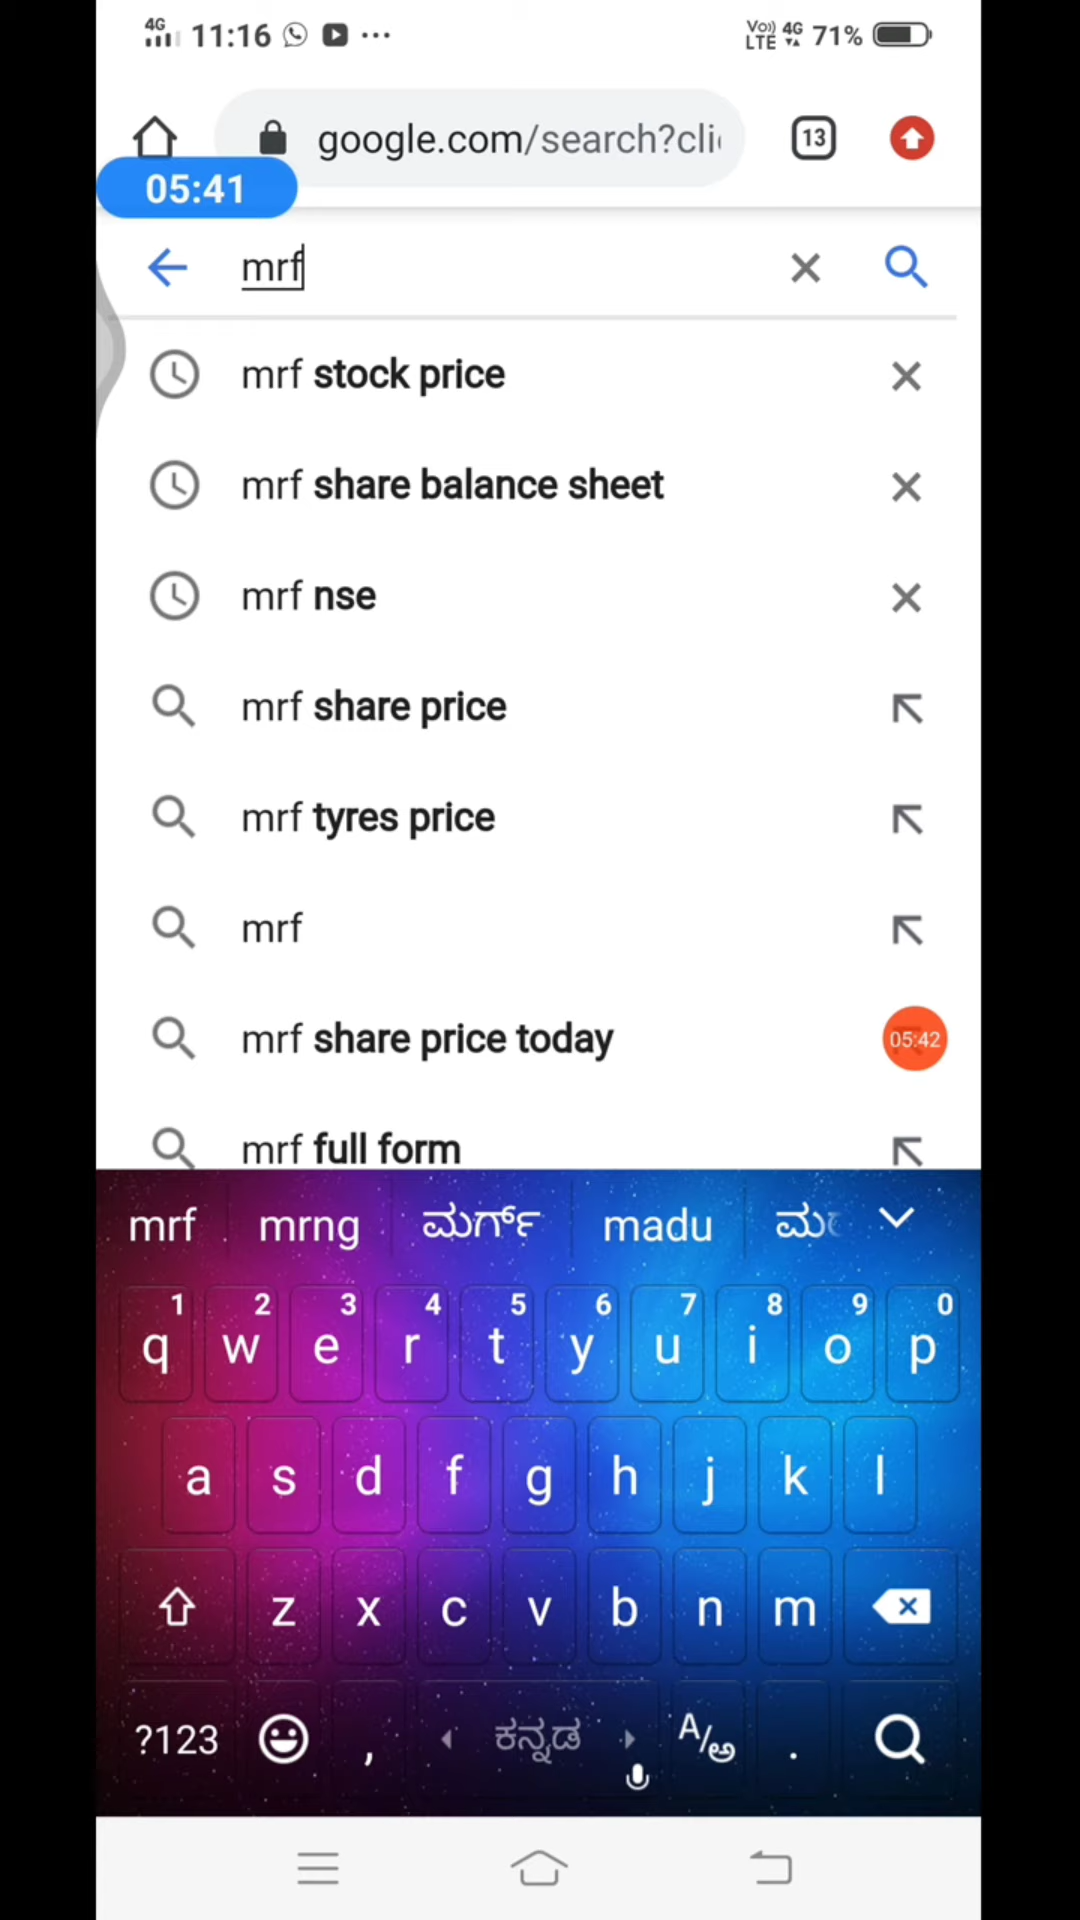 4G 11:16 ... Vo)) LTE 4G 71%
google.com/search?cli
13
05:41
mrf
mrf stock price
mrf share balance sheet
mrf nse
mrf share price
mrf tyres price
mrf
mrf share price today
05:42
mrf full form
mrf mrng ಮರ್ಗ್ madu
1 2 3 4 5 6 7 8 9 0
q w e r t y u i o p
a s d f g h j k l
z x c v b n m
?123 , ಕನ್ನಡ A/ಅ .